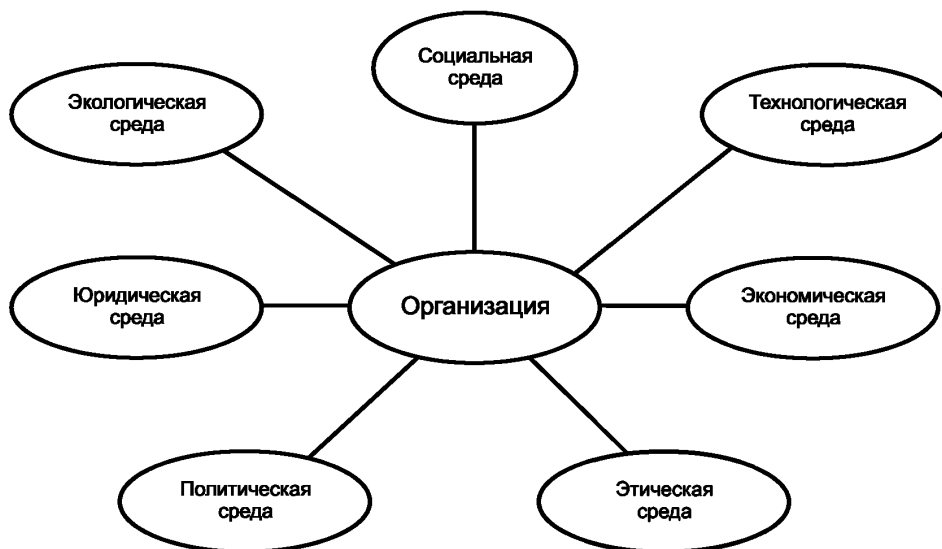 Социальная
среда
Экологическая
среда
Технологическая
среда
Юридическая
среда
Организация
Экономическая
среда
Политическая
среда
Этическая
среда